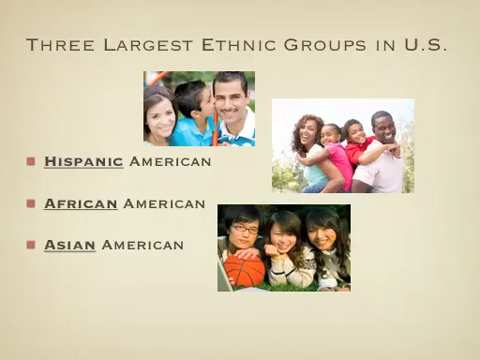 Three Largest Ethnic Groups in U.S.
Hispanic American
African American
Asian American